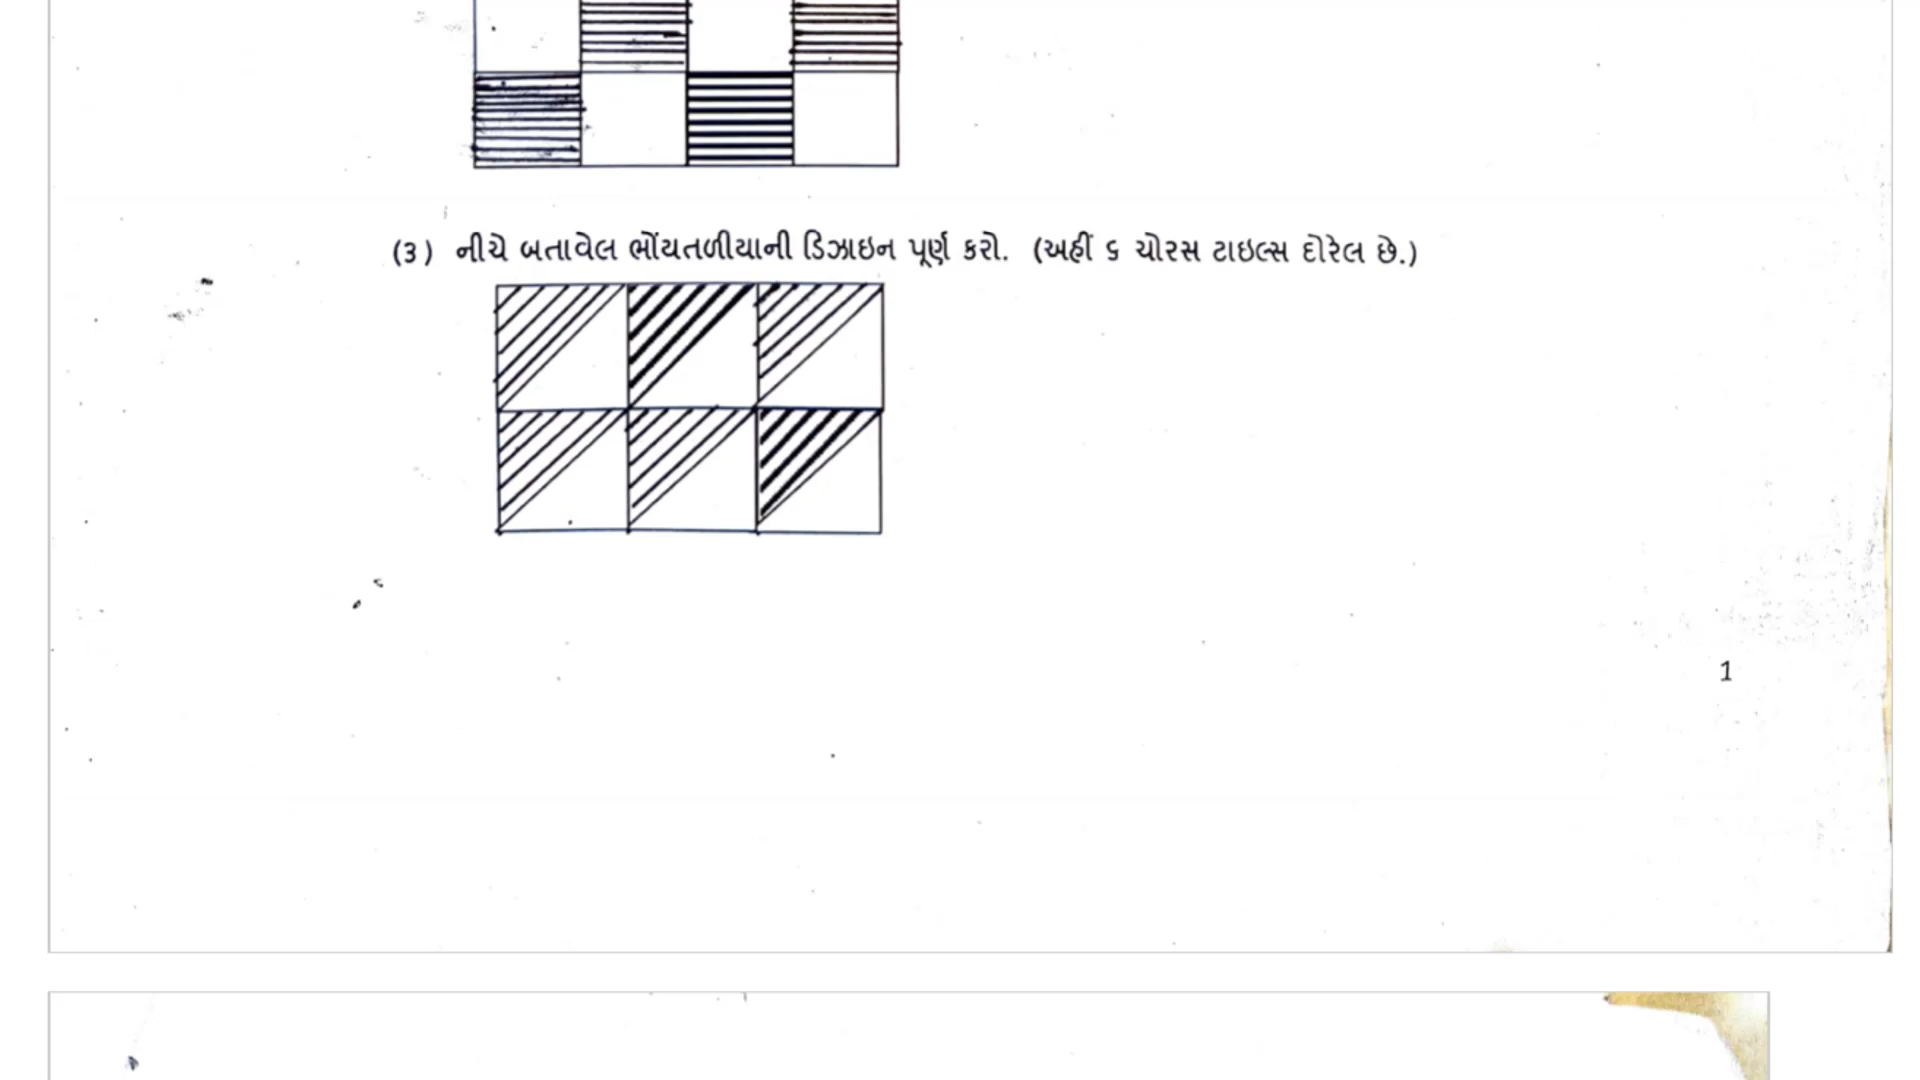 (૩) નીચે બતાવેલ ભોંયતળીયાની ડિઝાઇન પૂર્ણ કરો. (અહીં ૬ ચોરસ ટાઇલ્સ દોરેલ છે.)
1